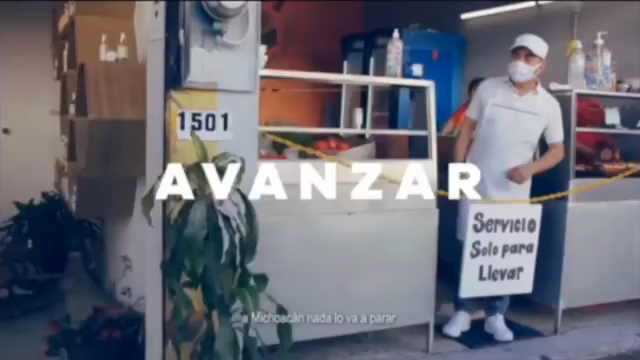 1501
AVANZAR
Servicio
Solo para
Llevar
a Michoacán nada lo va a parar